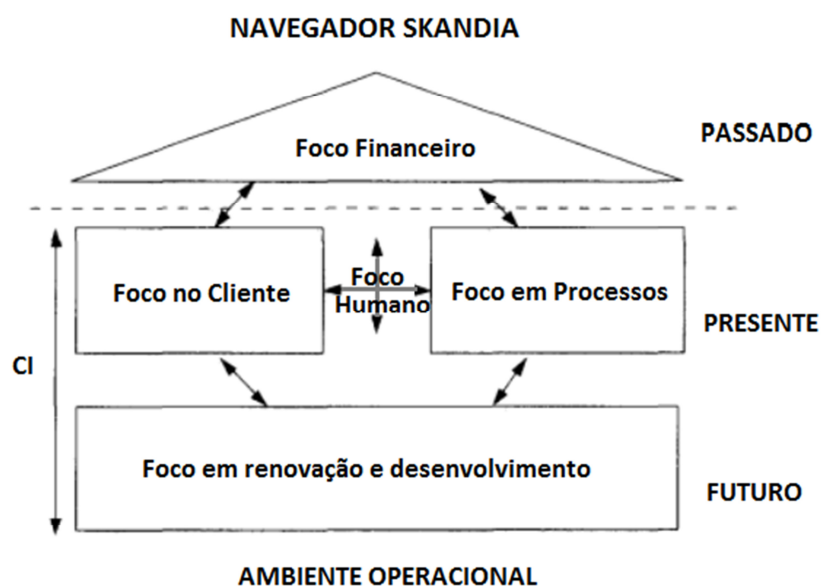 NAVEGADOR SKANDIA
Foco Financeiro
PASSADO
Foco no Cliente
Foco
Humano
Foco em Processos
PRESENTE
CI
Foco em renovação e desenvolvimento
FUTURO
AMBIENTE OPERACIONAL